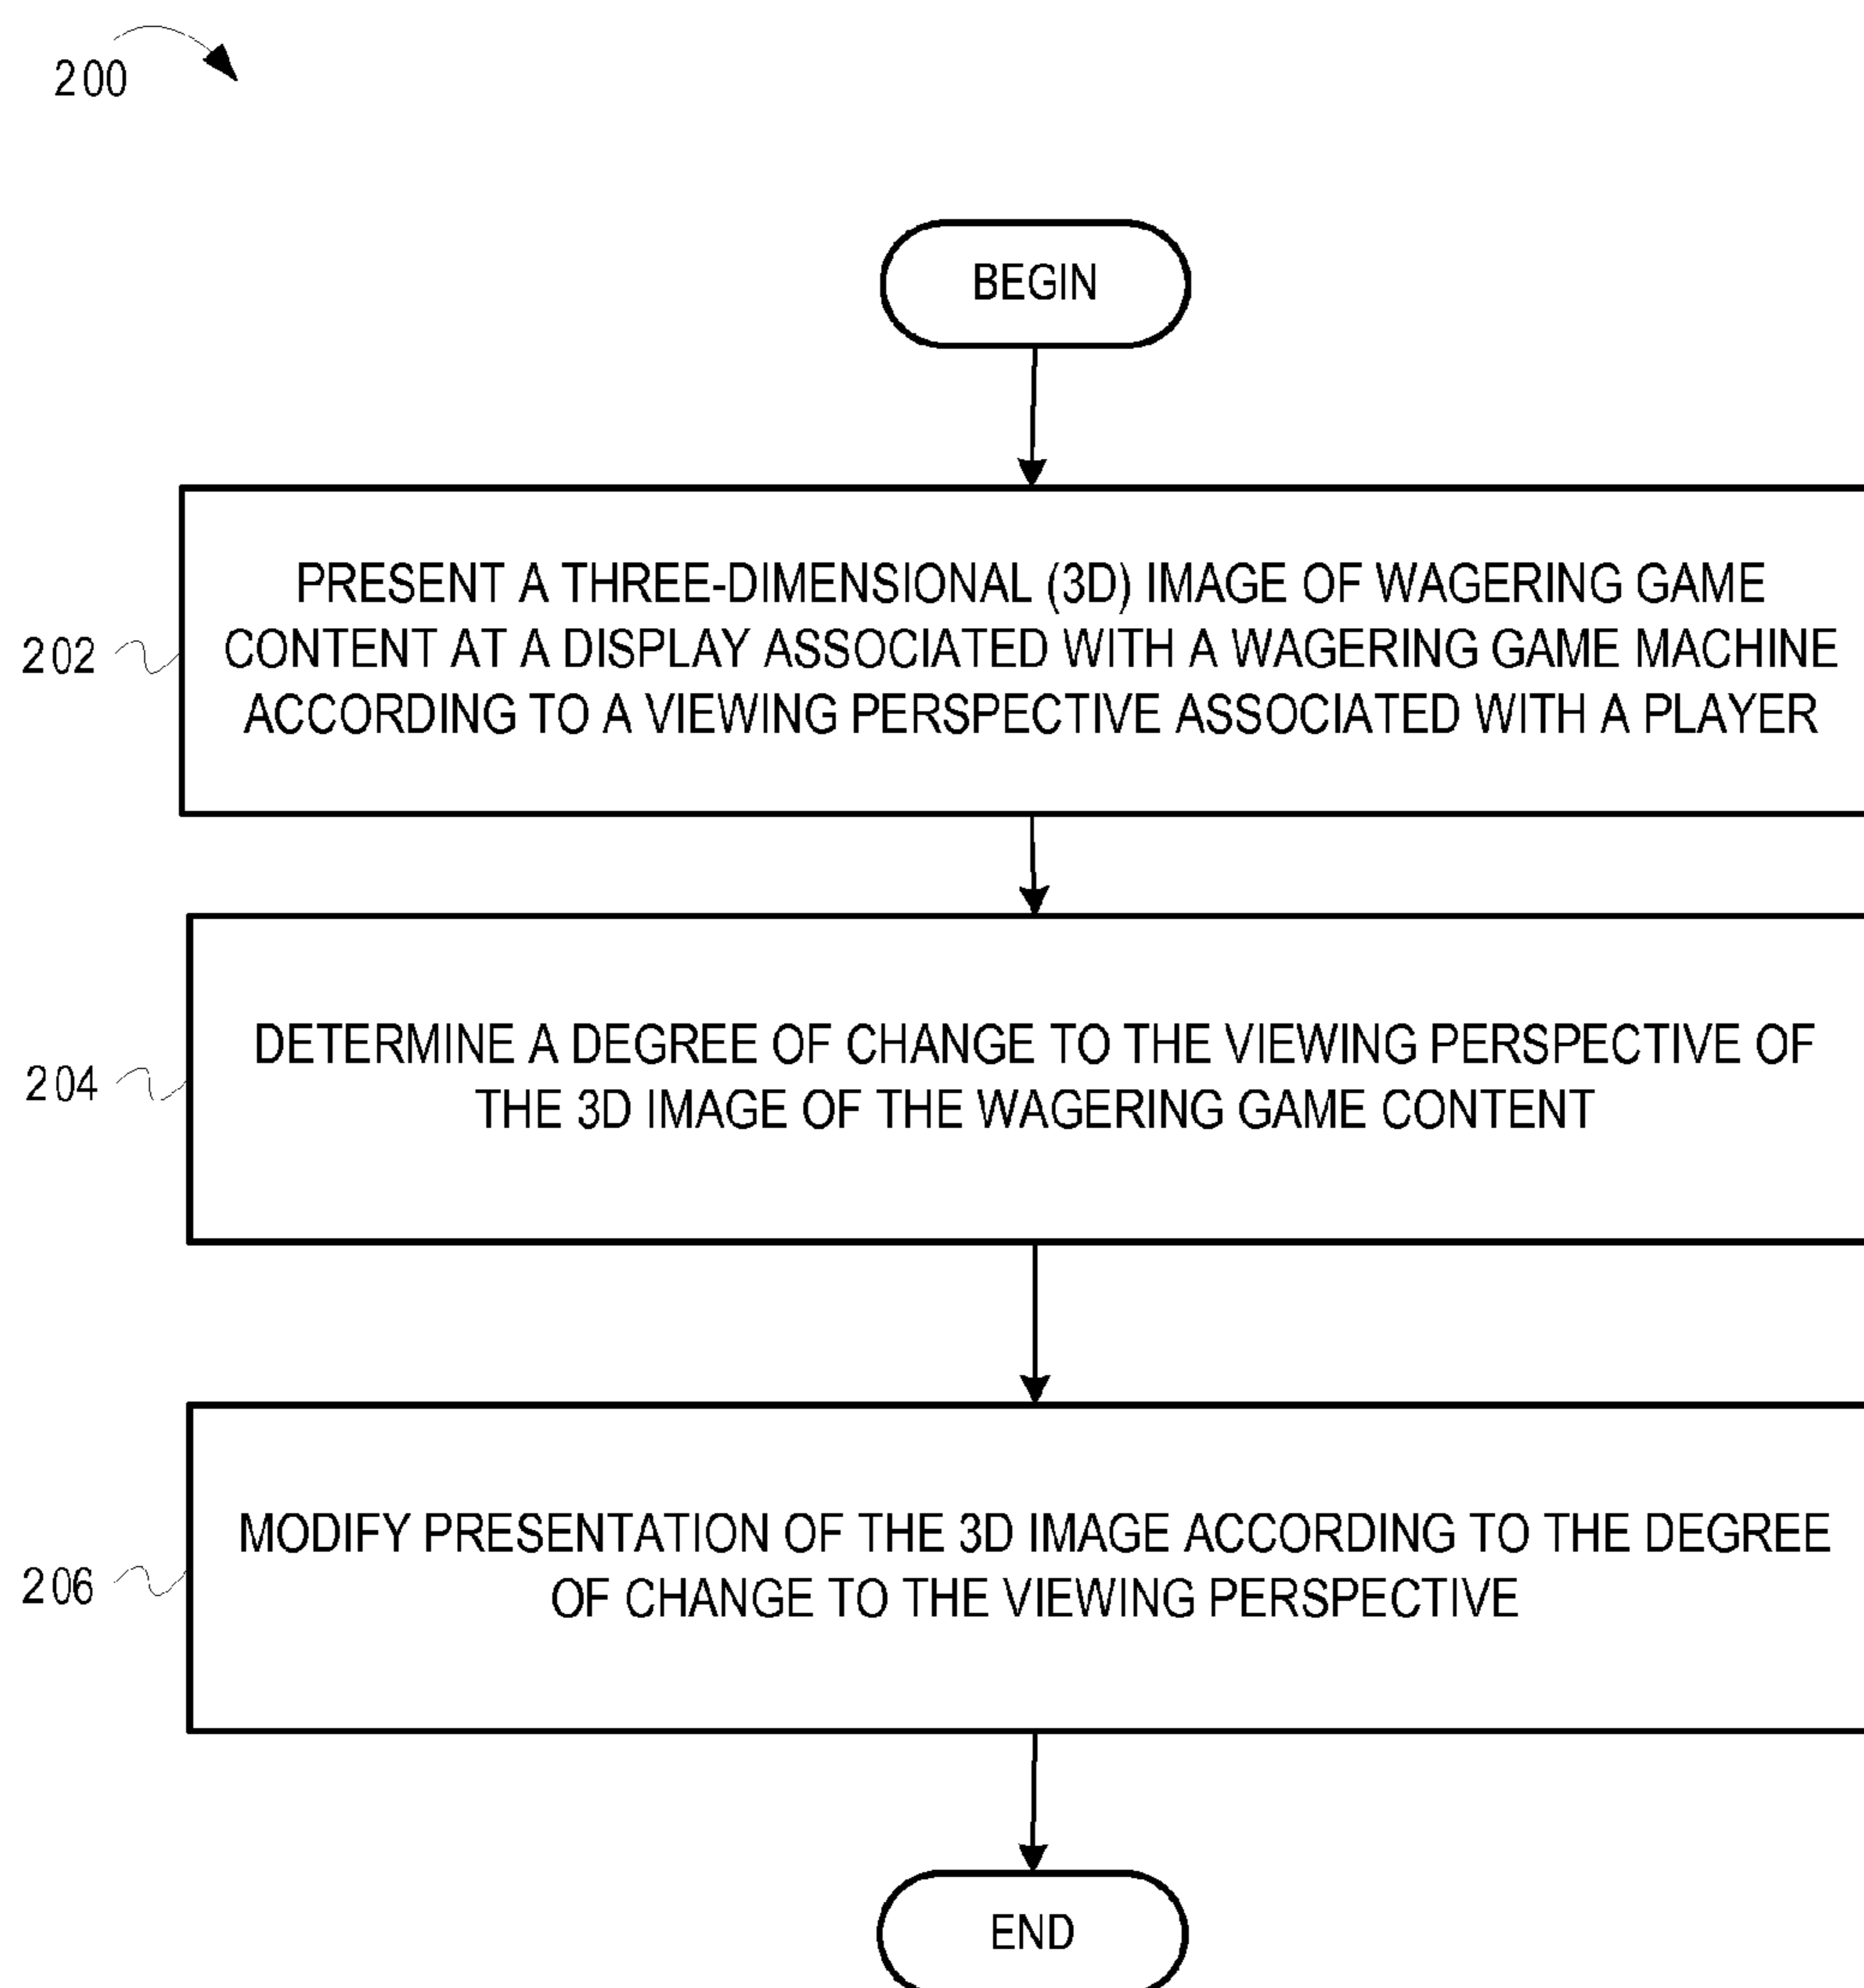 200
BEGIN
PRESENT A THREE-DIMENSIONAL (3D) IMAGE OF WAGERING GAME
CONTENT AT A DISPLAY ASSOCIATED WITH A WAGERING GAME MACHINE
ACCORDING TO A VIEWING PERSPECTIVE ASSOCIATED WITH A PLAYER
202
DETERMINE A DEGREE OF CHANGE TO THE VIEWING PERSPECTIVE OF
THE 3D IMAGE OF THE WAGERING GAME CONTENT
204
MODIFY PRESENTATION OF THE 3D IMAGE ACCORDING TO THE DEGREE
OF CHANGE TO THE VIEWING PERSPECTIVE
206
END